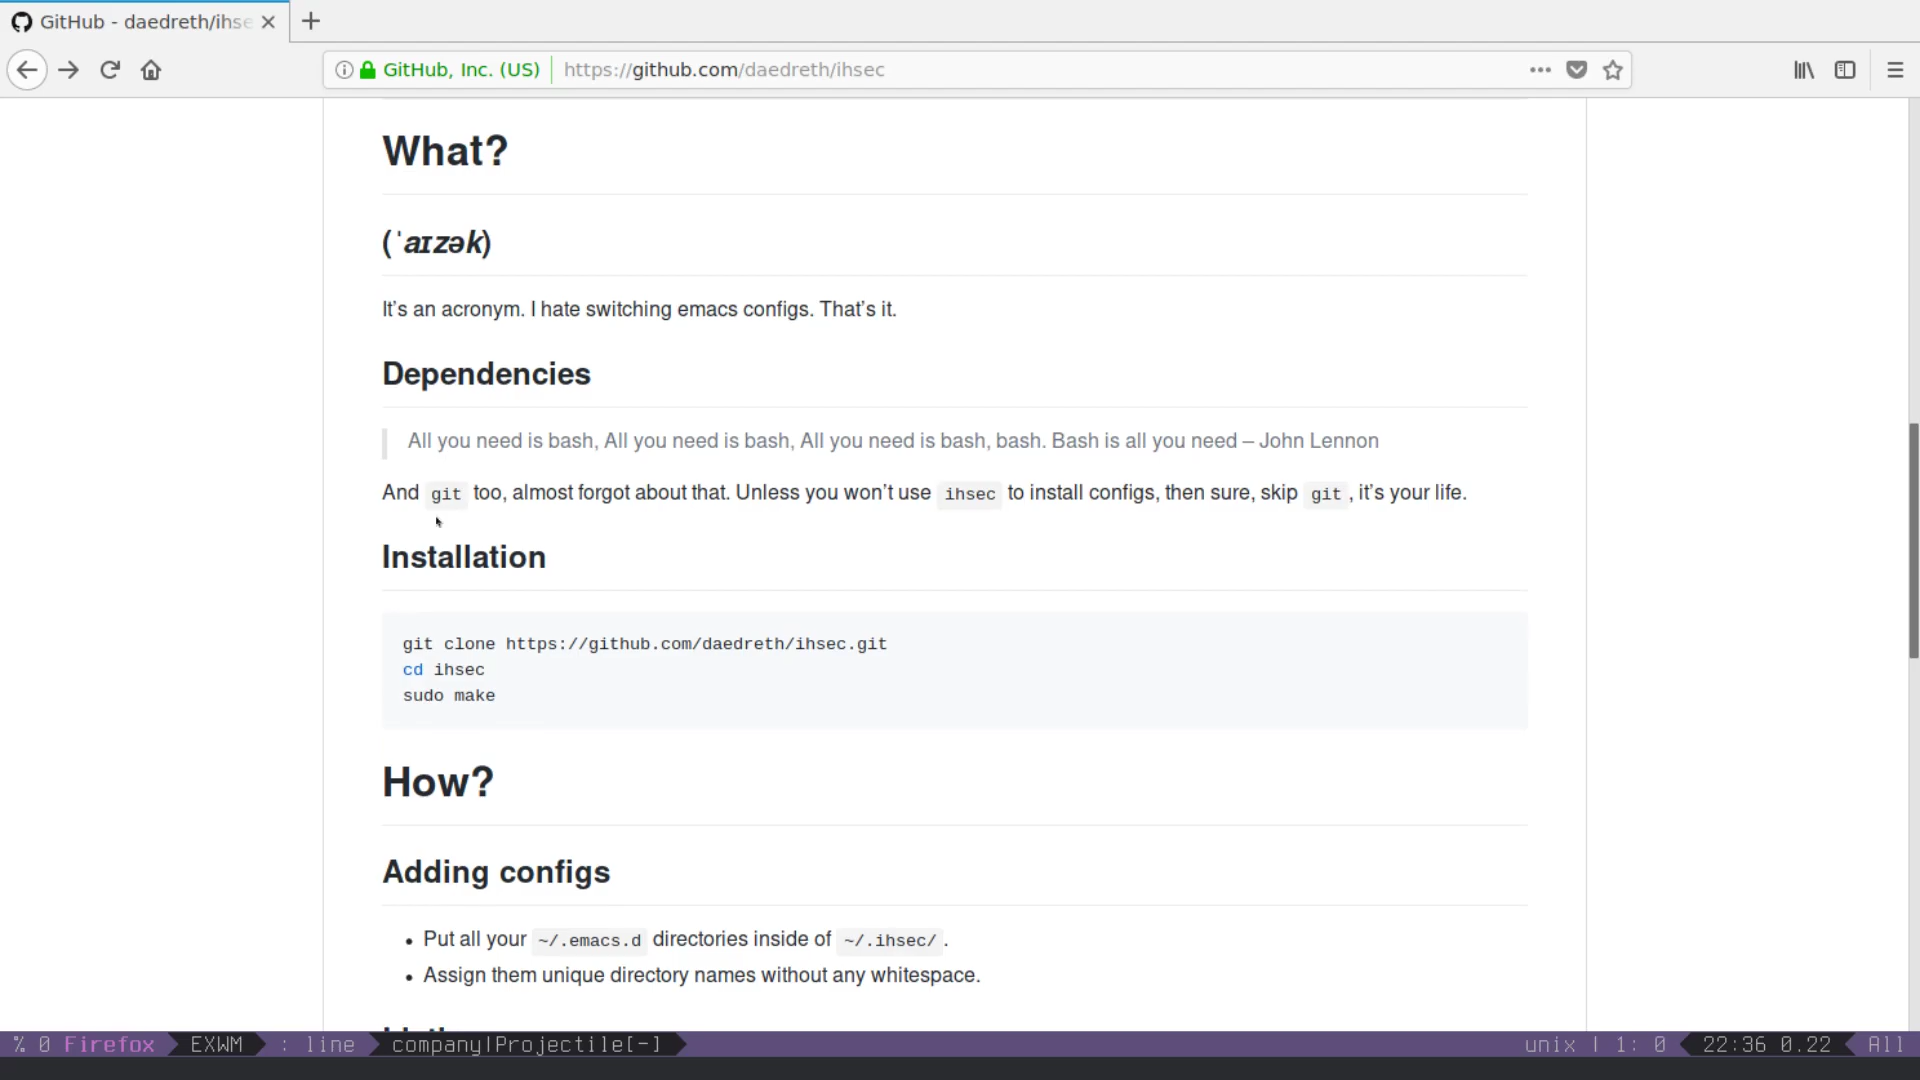 GitHub - daedreth/ihse
GitHub, Inc. (US) https://github.com/daedreth/ihsec
What?
(ˈaɪzək)
It’s an acronym. I hate switching emacs configs. That’s it.
Dependencies
All you need is bash, All you need is bash, All you need is bash, bash. Bash is all you need – John Lennon
And git too, almost forgot about that. Unless you won’t use ihsec to install configs, then sure, skip git, it’s your life.
Installation
git clone https://github.com/daedreth/ihsec.git
cd ihsec
sudo make
How?
Adding configs
• Put all your ~/.emacs.d directories inside of ~/.ihsec/.
• Assign them unique directory names without any whitespace.
% 0 Firefox EXWM : line company|Projectile[-] unix | 1: 0 22:36 0.22 All